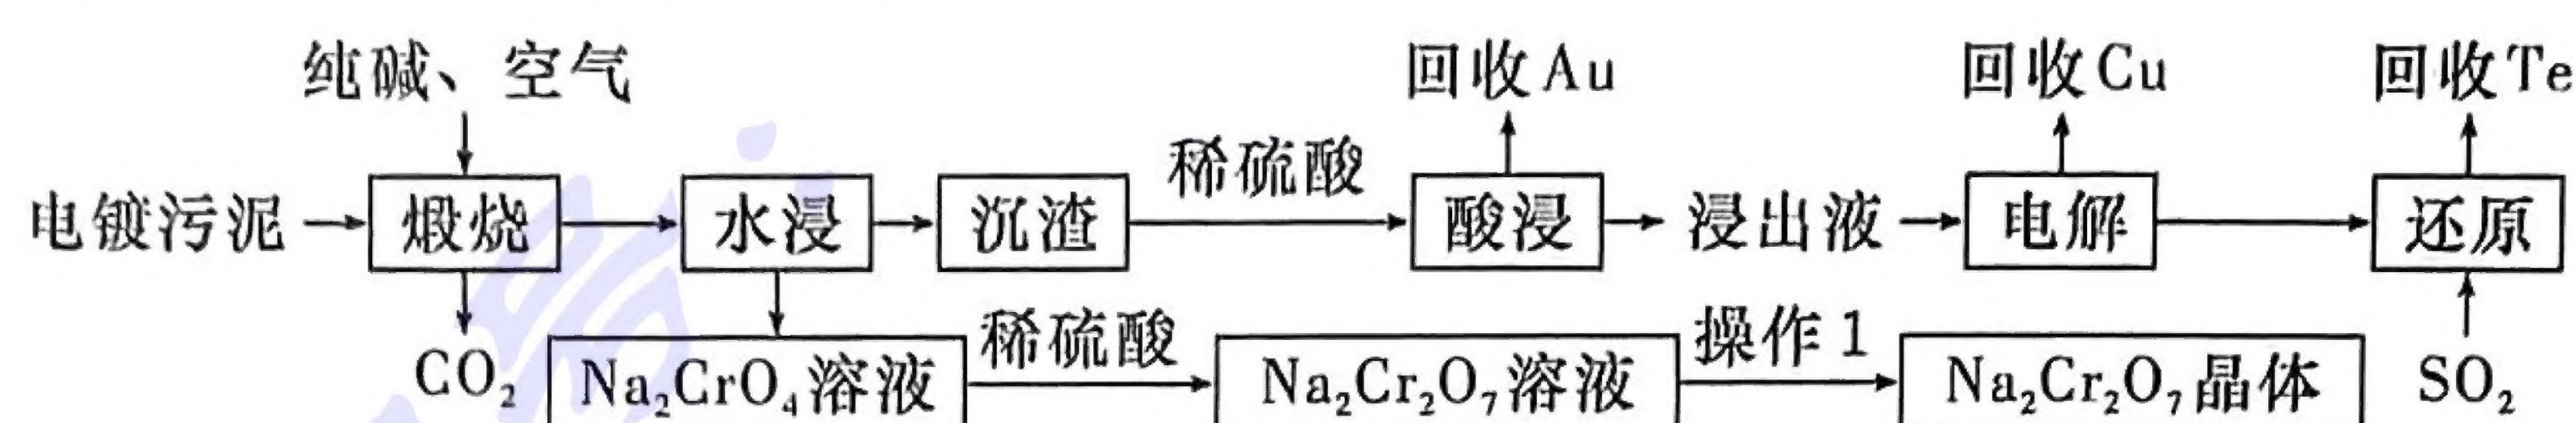 纯碱、空气 回收Au 回收Cu 回收Te
稀硫酸
电镀污泥 煅烧 水浸 沉渣 酸浸 浸出液 电解 还原
稀硫酸 操作1
CO₂ Na₂CrO₄溶液 Na₂Cr₂O₇溶液 Na₂Cr₂O₇晶体 SO₂